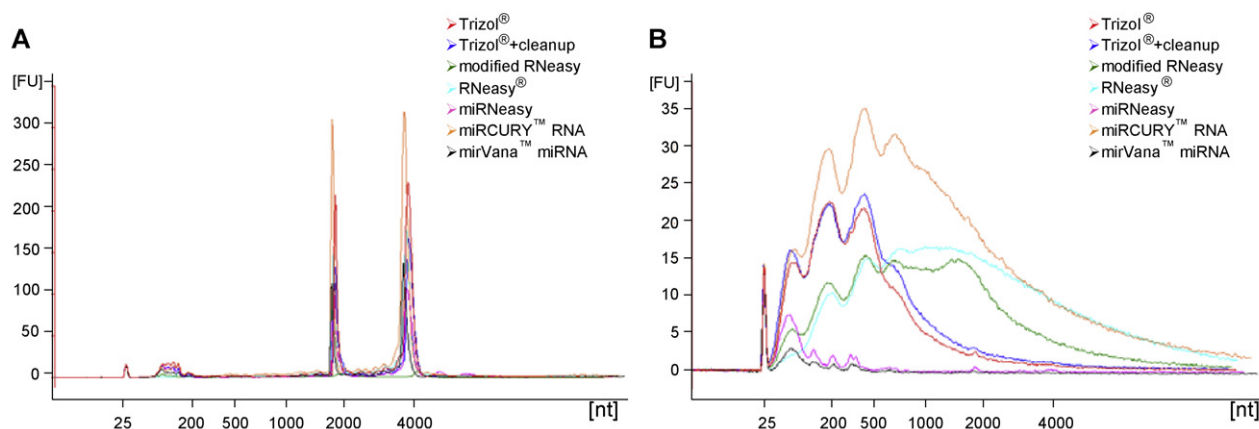 A
Trizol®
Trizol®+cleanup
modified RNeasy
RNeasy®
miRNeasy
miRCURY™ RNA
mirVana™ miRNA
[FU]
300
250
200
150
100
50
0
25 200 500 1000 2000 4000 [nt]
B
Trizol®
Trizol®+cleanup
modified RNeasy
RNeasy®
miRNeasy
miRCURY™ RNA
mirVana™ miRNA
[FU]
35
30
25
20
15
10
5
0
25 200 500 1000 2000 4000 [nt]